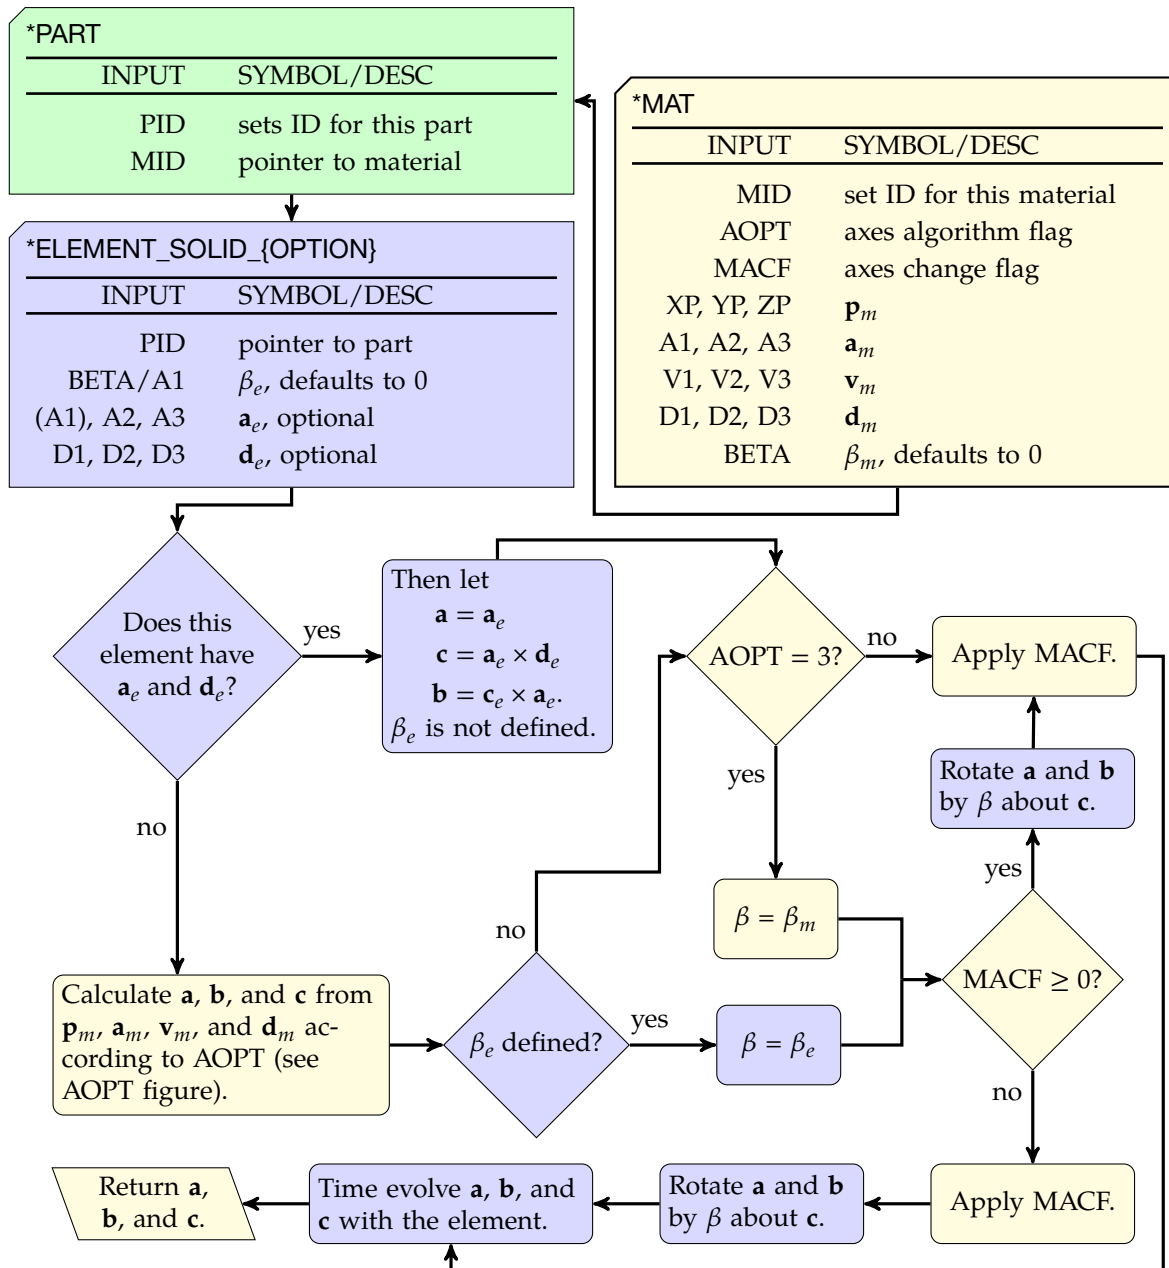 *PART
INPUT SYMBOL/DESC
PID sets ID for this part
MID pointer to material
*MAT
INPUT SYMBOL/DESC
MID set ID for this material
AOPT axes algorithm flag
MACF axes change flag
XP, YP, ZP p_m
A1, A2, A3 a_m
V1, V2, V3 v_m
D1, D2, D3 d_m
BETA β_m, defaults to 0
*ELEMENT_SOLID_{OPTION}
INPUT SYMBOL/DESC
PID pointer to part
BETA/A1 β_e, defaults to 0
(A1), A2, A3 a_e, optional
D1, D2, D3 d_e, optional
Does this
element have
a_e and d_e?
yes
Then let
a = a_e
c = a_e × d_e
b = c_e × a_e.
β_e is not defined.
AOPT = 3?
no
Apply MACF.
yes
Rotate a and b
by β about c.
no
yes
β = β_m
no
MACF ≥ 0?
Calculate a, b, and c from
p_m, a_m, v_m, and d_m ac-
cording to AOPT (see
AOPT figure).
β_e defined?
yes
β = β_e
no
Return a,
b, and c.
Time evolve a, b, and
c with the element.
Rotate a and b
by β about c.
Apply MACF.